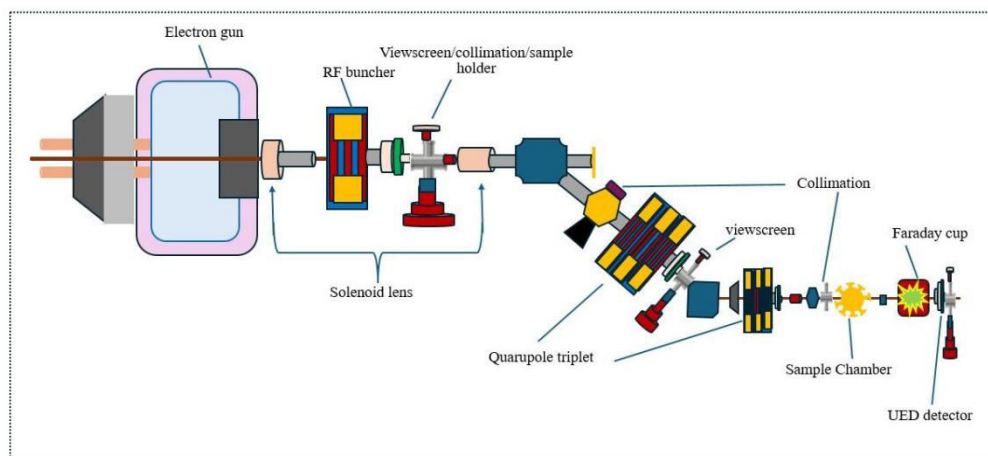 Electron gun
RF buncher
Viewscreen/collimation/sample
holder
Collimation
viewscreen
Faraday cup
Solenoid lens
Quarupole triplet
Sample Chamber
UED detector